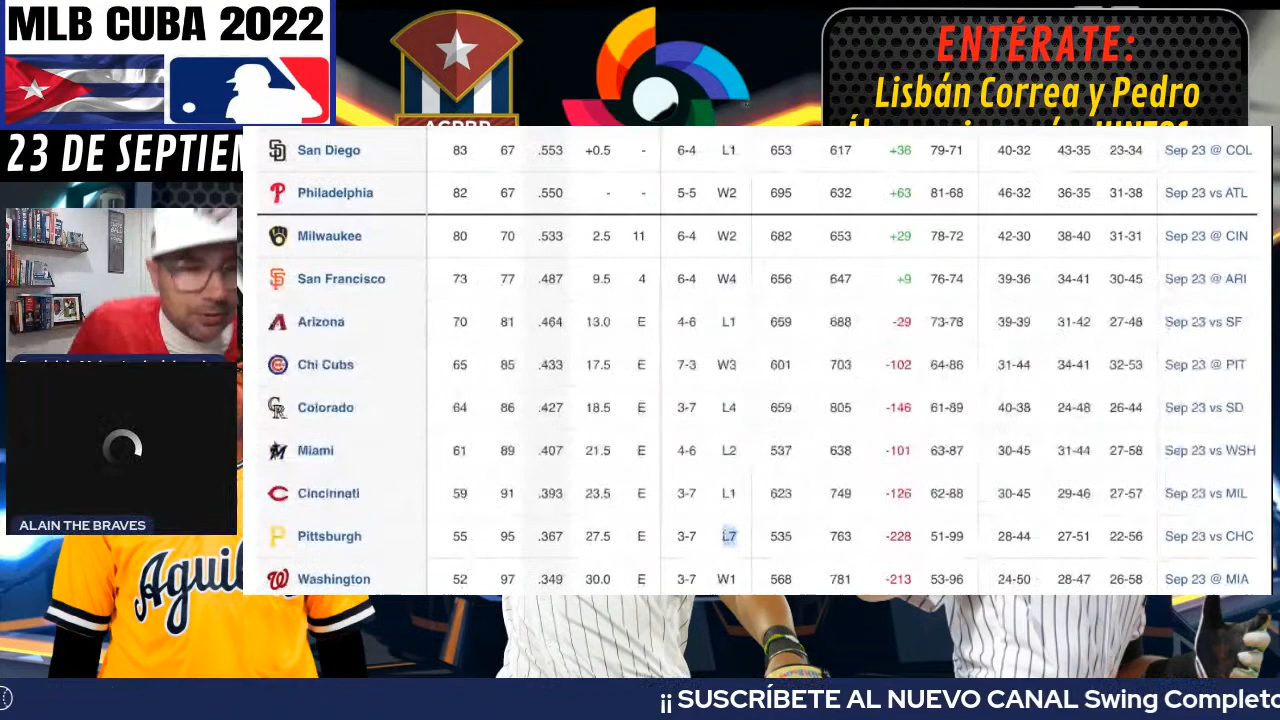 MLB CUBA 2022
23 DE SEPTIEM
ENTÉRATE:
Lisbán Correa y Pedro
San Diego 83 67 .553 +0.5 - 6-4 L1 653 617 +36 79-71 40-32 43-35 23-34 Sep 23 @ COL
Philadelphia 82 67 .550 - - 5-5 W2 695 632 +63 81-68 46-32 36-35 31-38 Sep 23 vs ATL
Milwaukee 80 70 .533 2.5 11 6-4 W2 682 653 +29 78-72 42-30 38-40 31-31 Sep 23 @ CIN
San Francisco 73 77 .487 9.5 4 6-4 W4 656 647 +9 76-74 39-36 34-41 30-45 Sep 23 @ ARI
Arizona 70 81 .464 13.0 E 4-6 L1 659 688 -29 73-78 39-39 31-42 27-48 Sep 23 vs SF
Chi Cubs 65 85 .433 17.5 E 7-3 W3 601 703 -102 64-86 31-44 34-41 32-53 Sep 23 @ PIT
Colorado 64 86 .427 18.5 E 3-7 L4 659 805 -146 61-89 40-38 24-48 26-44 Sep 23 vs SD
Miami 61 89 .407 21.5 E 4-6 L2 537 638 -101 63-87 30-45 31-44 27-58 Sep 23 vs WSH
Cincinnati 59 91 .393 23.5 E 3-7 L1 623 749 -126 62-88 30-45 29-46 27-57 Sep 23 vs MIL
Pittsburgh 55 95 .367 27.5 E 3-7 L7 535 763 -228 51-99 28-44 27-51 22-56 Sep 23 vs CHC
Washington 52 97 .349 30.0 E 3-7 W1 568 781 -213 53-96 24-50 28-47 26-58 Sep 23 @ MIA
ALAIN THE BRAVES
Agui
¡¡ SUSCRÍBETE AL NUEVO CANAL Swing Completo